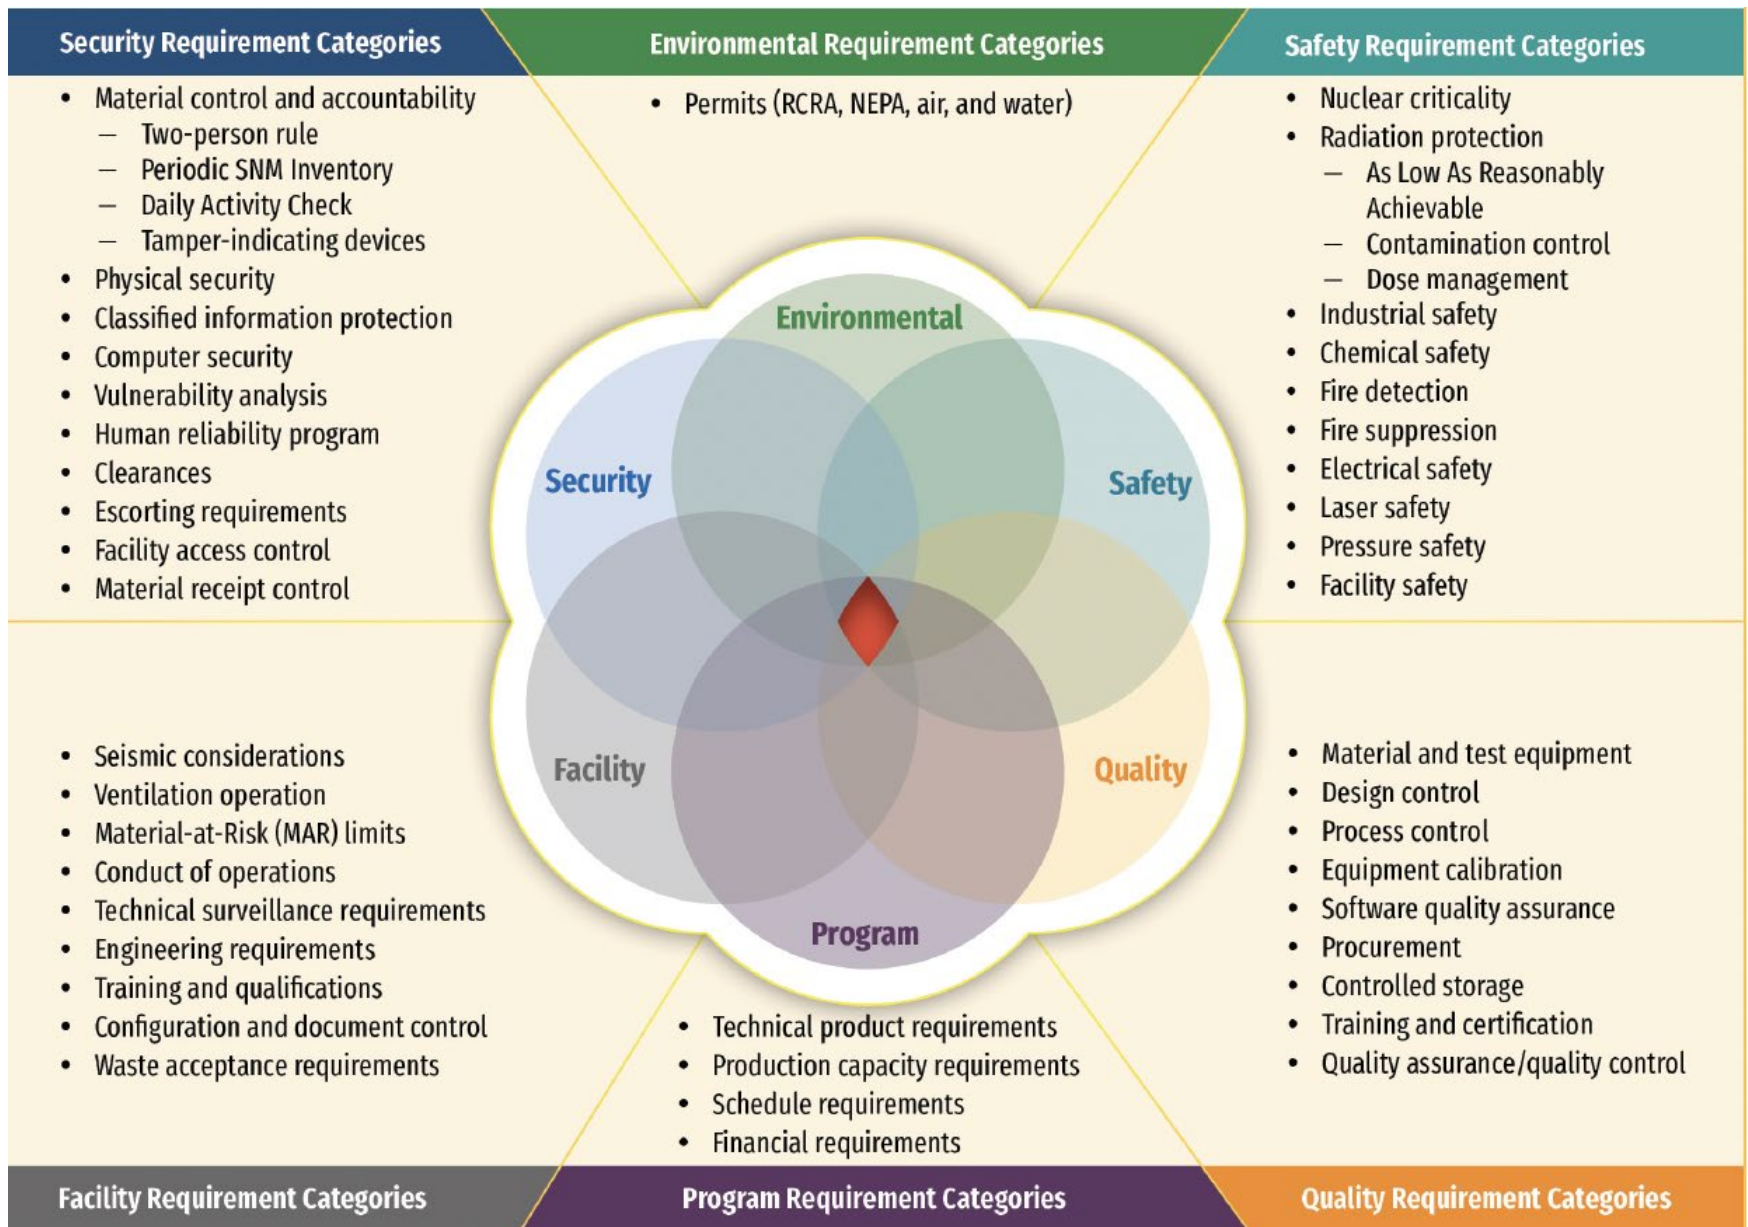 Security Requirement Categories
• Material control and accountability
— Two-person rule
— Periodic SNM Inventory
— Daily Activity Check
— Tamper-indicating devices
• Physical security
• Classified information protection
• Computer security
• Vulnerability analysis
• Human reliability program
• Clearances
• Escorting requirements
• Facility access control
• Material receipt control
Environmental Requirement Categories
• Permits (RCRA, NEPA, air, and water)
Safety Requirement Categories
• Nuclear criticality
• Radiation protection
— As Low As Reasonably
Achievable
— Contamination control
— Dose management
• Industrial safety
• Chemical safety
• Fire detection
• Fire suppression
• Electrical safety
• Laser safety
• Pressure safety
• Facility safety
Environmental
Security
Safety
Facility
Quality
Program
• Seismic considerations
• Ventilation operation
• Material-at-Risk (MAR) limits
• Conduct of operations
• Technical surveillance requirements
• Engineering requirements
• Training and qualifications
• Configuration and document control
• Waste acceptance requirements
Facility Requirement Categories
• Technical product requirements
• Production capacity requirements
• Schedule requirements
• Financial requirements
Program Requirement Categories
• Material and test equipment
• Design control
• Process control
• Equipment calibration
• Software quality assurance
• Procurement
• Controlled storage
• Training and certification
• Quality assurance/quality control
Quality Requirement Categories